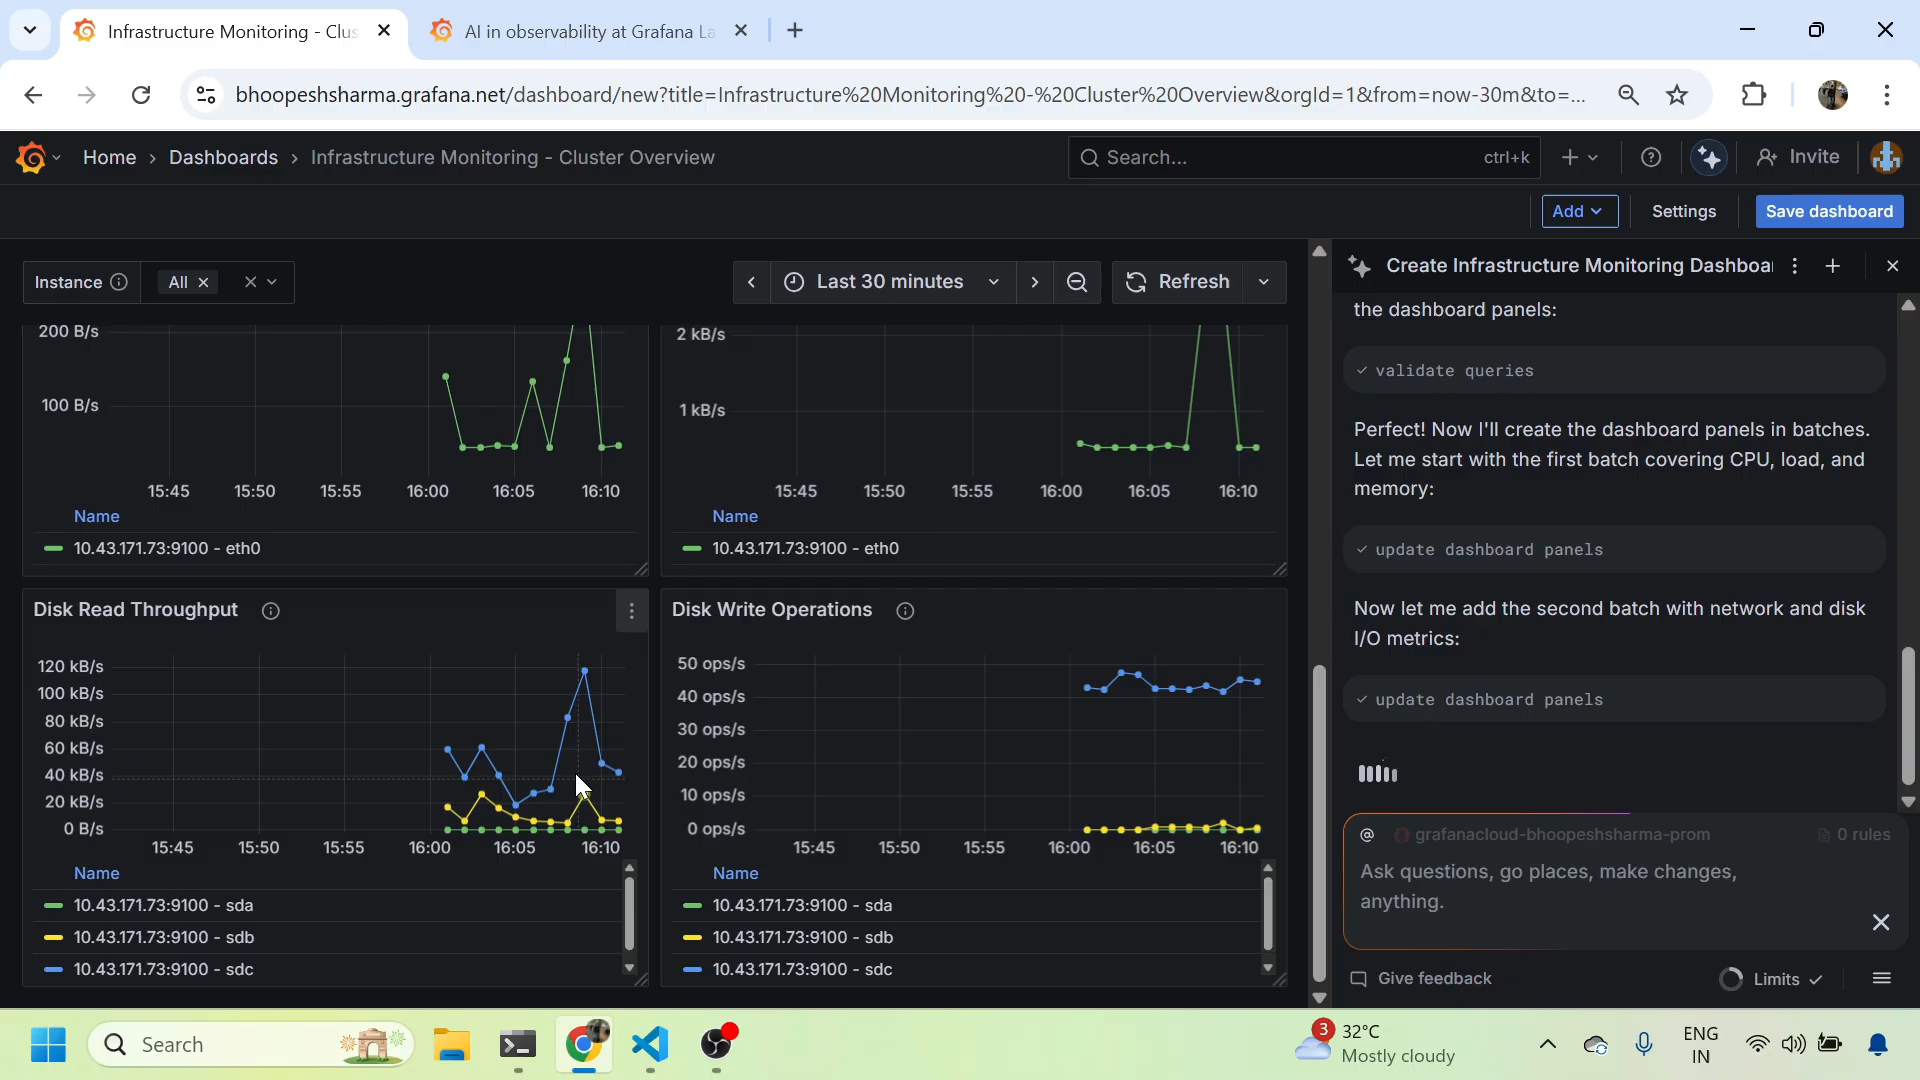 Infrastructure Monitoring - Clus
AI in observability at Grafana La
bhoopeshsharma.grafana.net/dashboard/new?title=Infrastructure%20Monitoring%20-%20Cluster%20Overview&orgId=1&from=now-30m&to=...
Home > Dashboards > Infrastructure Monitoring - Cluster Overview
Search...
ctrl+k
Invite
Add
Settings
Save dashboard
Instance
All
Last 30 minutes
Refresh
200 B/s
100 B/s
15:45 15:50 15:55 16:00 16:05 16:10
Name
10.43.171.73:9100 - eth0
2 kB/s
1 kB/s
15:45 15:50 15:55 16:00 16:05 16:10
Name
10.43.171.73:9100 - eth0
Disk Read Throughput
120 kB/s
100 kB/s
80 kB/s
60 kB/s
40 kB/s
20 kB/s
0 B/s
15:45 15:50 15:55 16:00 16:05 16:10
Name
10.43.171.73:9100 - sda
10.43.171.73:9100 - sdb
10.43.171.73:9100 - sdc
Disk Write Operations
50 ops/s
40 ops/s
30 ops/s
20 ops/s
10 ops/s
0 ops/s
15:45 15:50 15:55 16:00 16:05 16:10
Name
10.43.171.73:9100 - sda
10.43.171.73:9100 - sdb
10.43.171.73:9100 - sdc
Create Infrastructure Monitoring Dashboa
the dashboard panels:
validate queries
Perfect! Now I'll create the dashboard panels in batches.
Let me start with the first batch covering CPU, load, and
memory:
update dashboard panels
Now let me add the second batch with network and disk
I/O metrics:
update dashboard panels
@ grafanacloud-bhoopeshsharma-prom
0 rules
Ask questions, go places, make changes,
anything.
Give feedback
Limits
Search
3
32°C
Mostly cloudy
ENG
IN